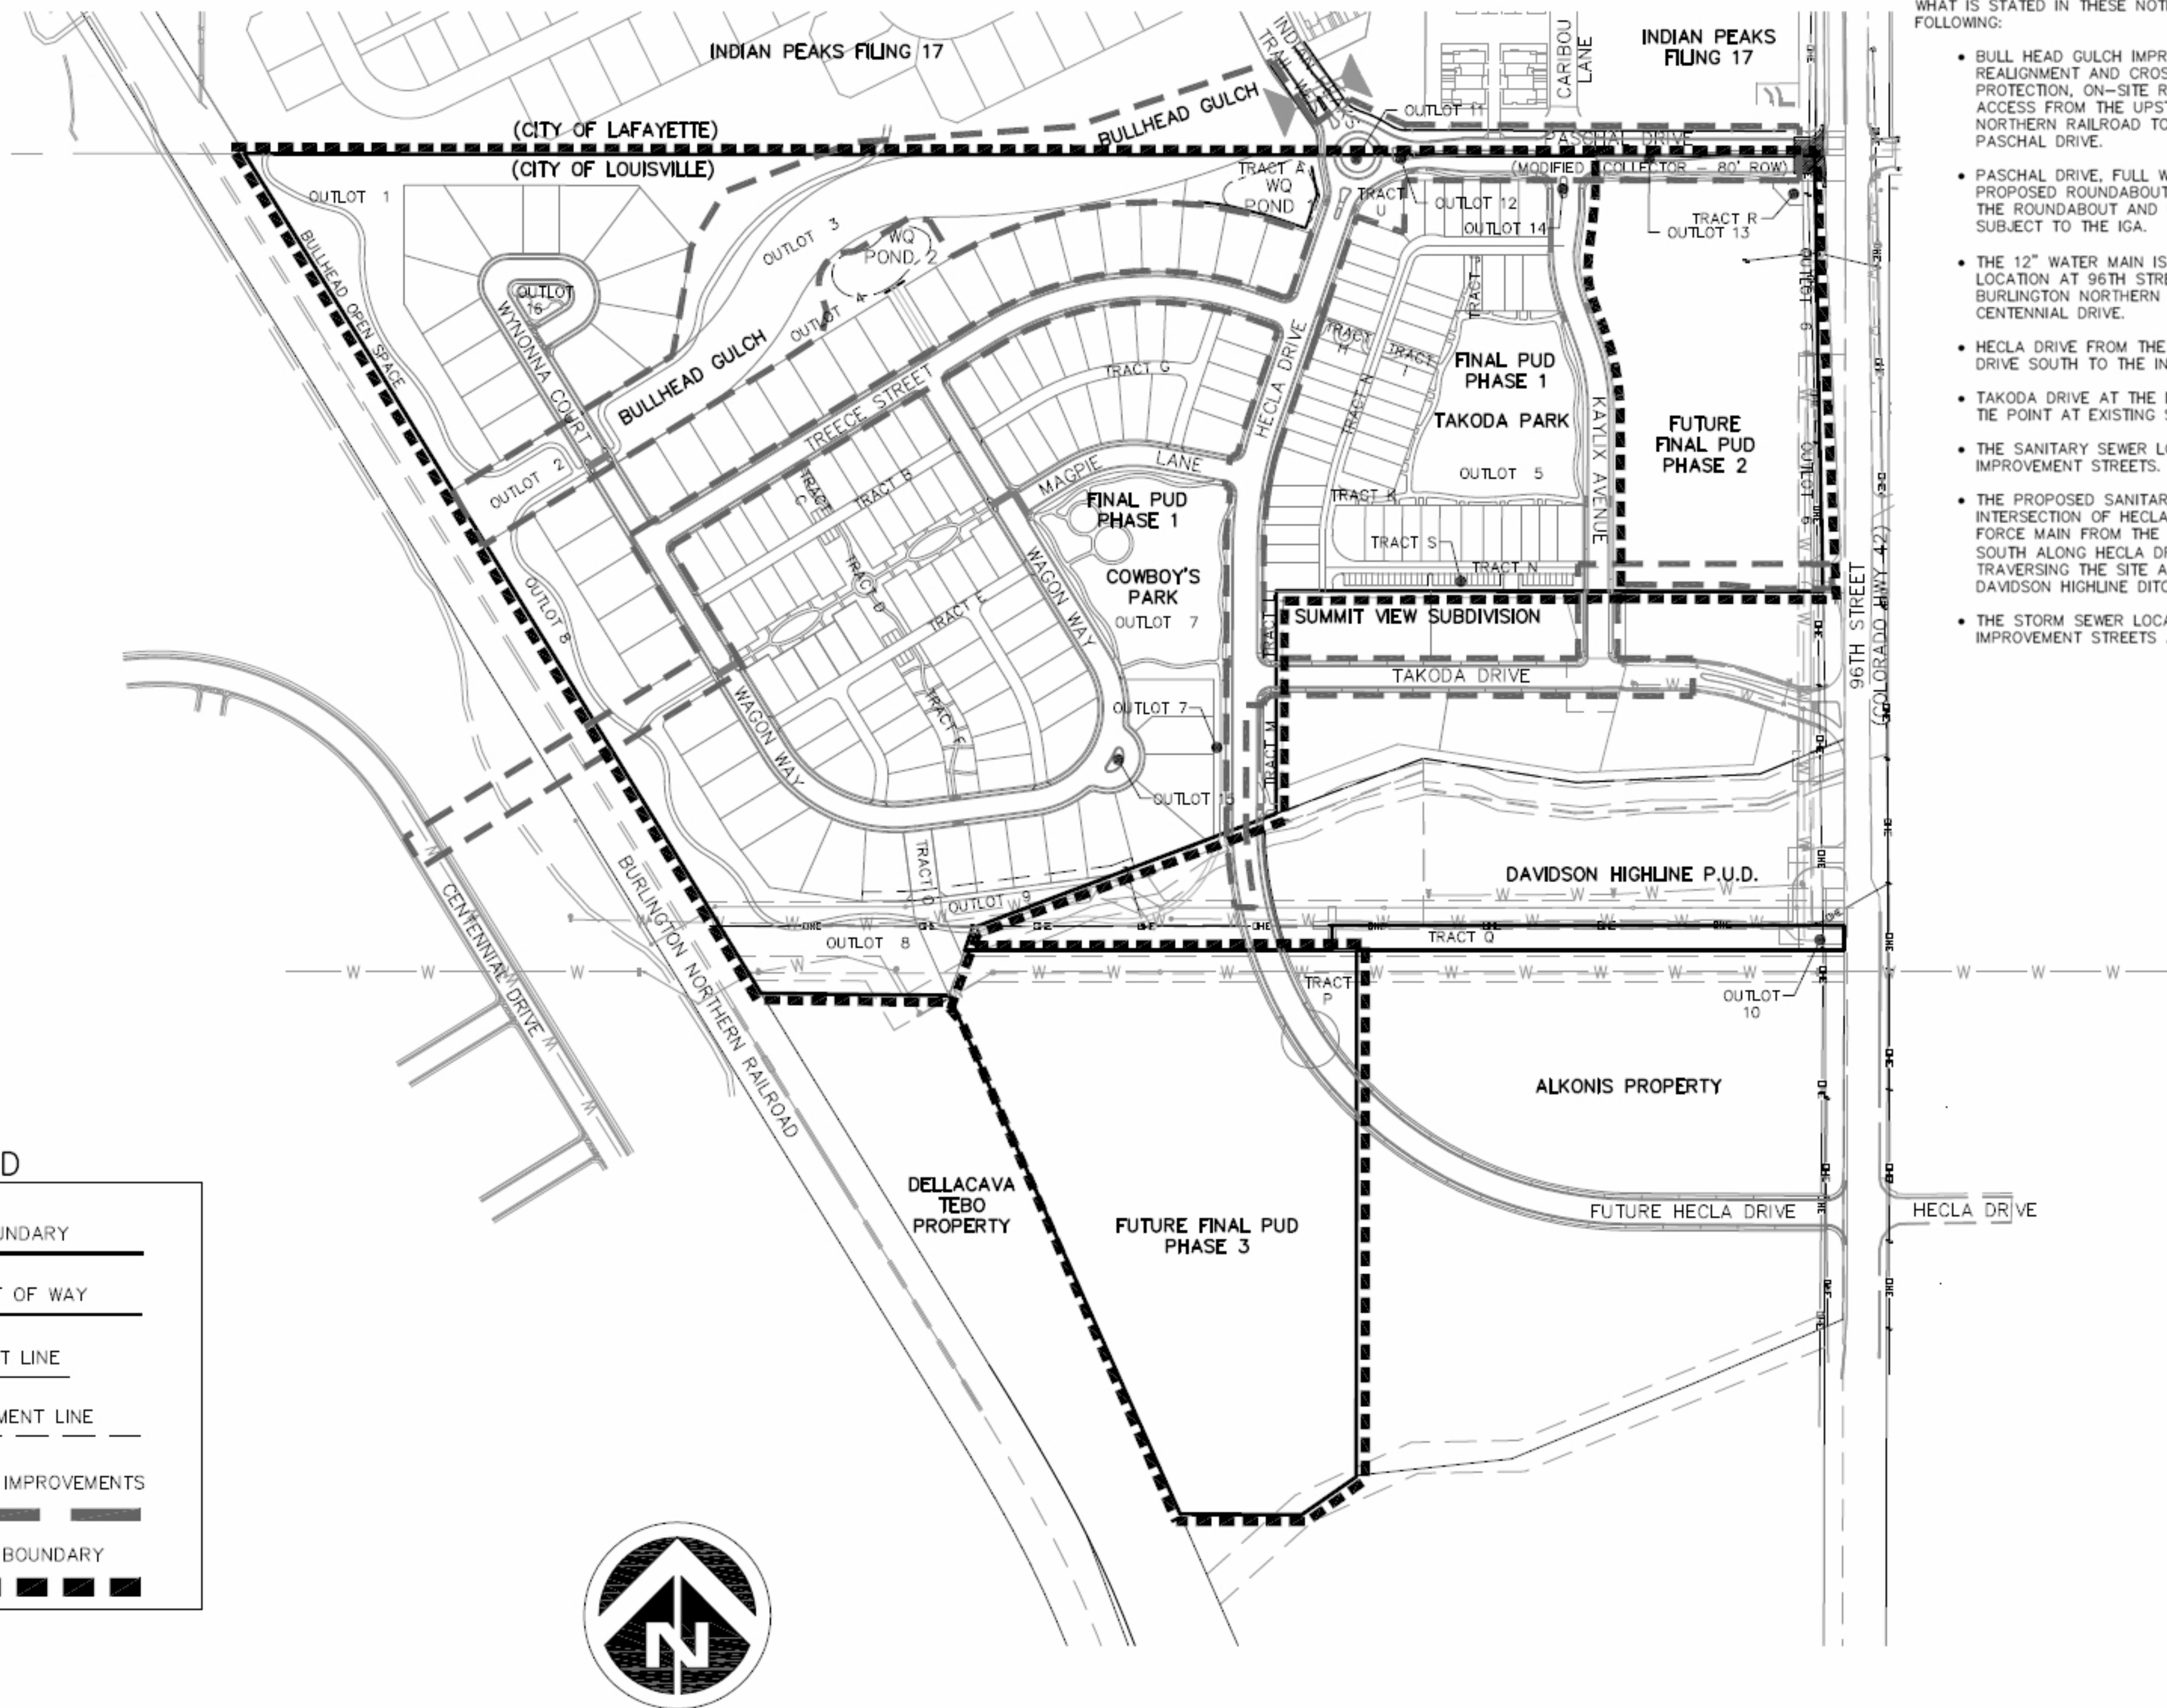 INDIAN PEAKS FILING 17
(CITY OF LAFAYETTE)
(CITY OF LOUISVILLE)
BULLHEAD GULCH
CARIBOU
LANE
INDIAN PEAKS
FILING 17
OUTLOT 11
PASCHAL DRIVE
(MODIFIED COLLECTOR - 80' ROW)
OUTLOT 1
BULLHEAD OPEN SPACE
OUTLOT
16
WYNONNA COURT
OUTLOT 3
WQ
POND 2
OUTLOT 4
BULLHEAD GULCH
TRACT A
WQ
POND 1
TRACT
U
OUTLOT 12
OUTLOT 14
TRACT R
OUTLOT 13
OUTLOT 6
OUTLOT 6
OUTLOT 2
TREECE STREET
TRACT G
HECLA DRIVE
TRACT
H
TRACT
I
TRACT J
FINAL PUD
PHASE 1
TAKODA PARK
OUTLOT 5
KAYLIX AVENUE
FUTURE
FINAL PUD
PHASE 2
MAGPIE LANE
FINAL PUD
PHASE 1
COWBOY'S
PARK
OUTLOT 7
TRACT
C
TRACT B
TRACT D
TRACT E
TRACT F
TRACT N
TRACT K
TRACT S
TRACT N
TRACT L
SUMMIT VIEW SUBDIVISION
TAKODA DRIVE
96TH STREET
(COLORADO HWY 42)
OUTLOT 8
WAGON WAY
WAGON WAY
OUTLOT 7
TRACT M
OUTLOT 15
TRACT O
OUTLOT 9
OUTLOT 8
DAVIDSON HIGHLINE P.U.D.
TRACT Q
TRACT
P
OUTLOT
10
CENTENNIAL DRIVE
BURLINGTON NORTHERN RAILROAD
ALKONIS PROPERTY
DELLACAVA
TEBO
PROPERTY
FUTURE FINAL PUD
PHASE 3
FUTURE HECLA DRIVE
HECLA DRIVE
WHAT IS STATED IN THESE NOT
FOLLOWING:
• BULL HEAD GULCH IMPR
REALIGNMENT AND CROS
PROTECTION, ON-SITE R
ACCESS FROM THE UPST
NORTHERN RAILROAD TO
PASCHAL DRIVE.
• PASCHAL DRIVE, FULL W
PROPOSED ROUNDABOUT
THE ROUNDABOUT AND
SUBJECT TO THE IGA.
• THE 12" WATER MAIN IS
LOCATION AT 96TH STRE
BURLINGTON NORTHERN
CENTENNIAL DRIVE.
• HECLA DRIVE FROM THE
DRIVE SOUTH TO THE IN
• TAKODA DRIVE AT THE
TIE POINT AT EXISTING S
• THE SANITARY SEWER LO
IMPROVEMENT STREETS.
• THE PROPOSED SANITAR
INTERSECTION OF HECLA
FORCE MAIN FROM THE
SOUTH ALONG HECLA DR
TRAVERSING THE SITE A
DAVIDSON HIGHLINE DITC
• THE STORM SEWER LOCA
IMPROVEMENT STREETS
D
UNDARY
OF WAY
T LINE
MENT LINE
IMPROVEMENTS
BOUNDARY
N